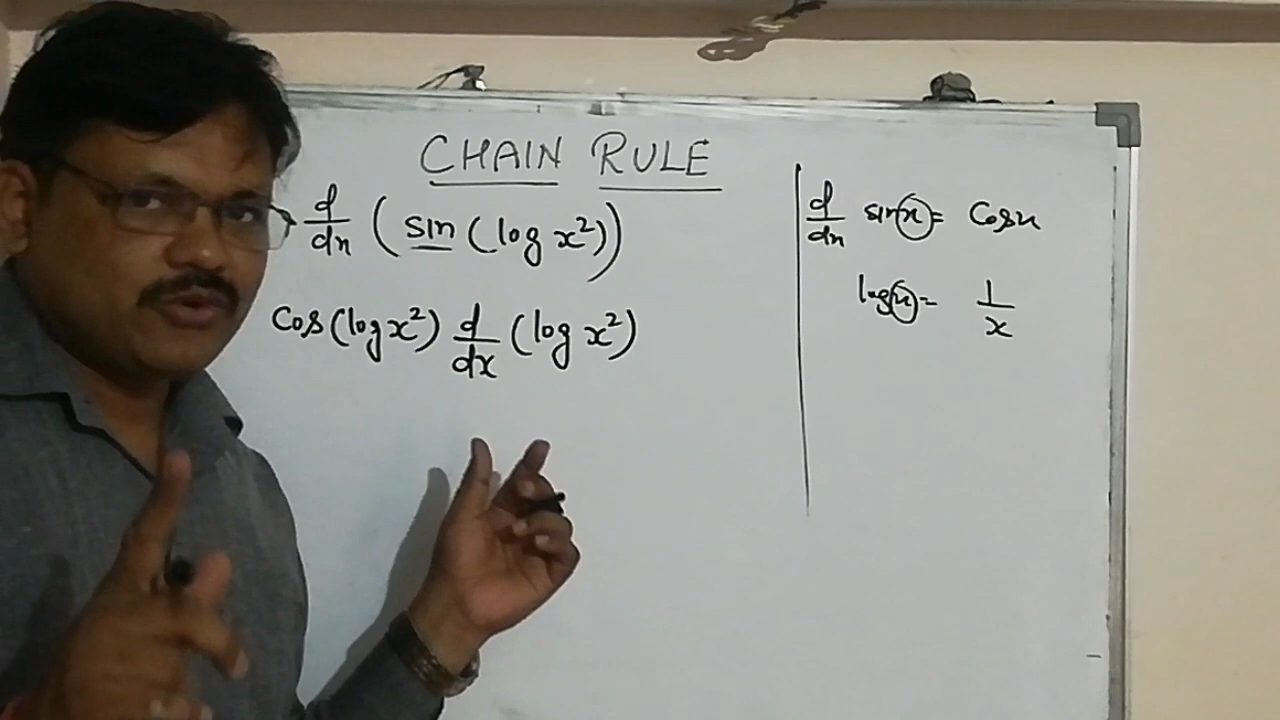 CHAIN RULE
d/dx (sin (log x²))
cos (log x²) d/dx (log x²)
d/dx sin(x) = cos x
log(x) = 1/x